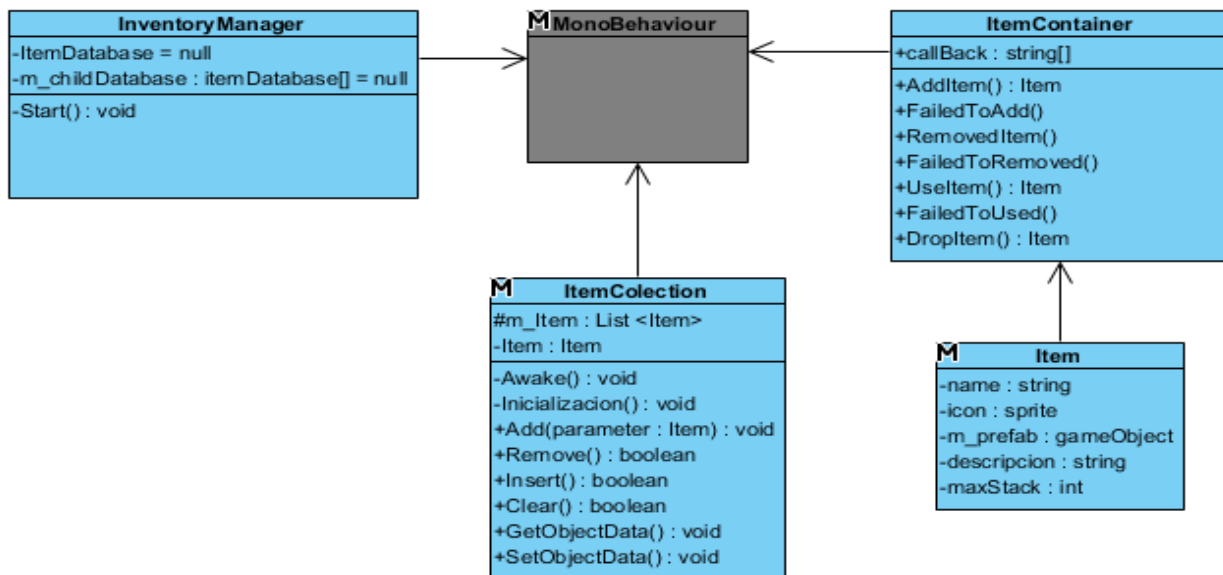 InventoryManager
-ItemDatabase = null
-m_childDatabase : itemDatabase[] = null
-Start() : void
M MonoBehaviour
ItemContainer
+callBack : string[]
+AddItem() : Item
+FailedToAdd()
+RemovedItem()
+FailedToRemoved()
+UseItem() : Item
+FailedToUsed()
+DropItem() : Item
M ItemColection
#m_Item : List <Item>
-Item : Item
-Awake() : void
-Inicializacion() : void
+Add(parameter : Item) : void
+Remove() : boolean
+Insert() : boolean
+Clear() : boolean
+GetObjectData() : void
+SetObjectData() : void
M Item
-name : string
-icon : sprite
-m_prefab : gameObject
-descripcion : string
-maxStack : int